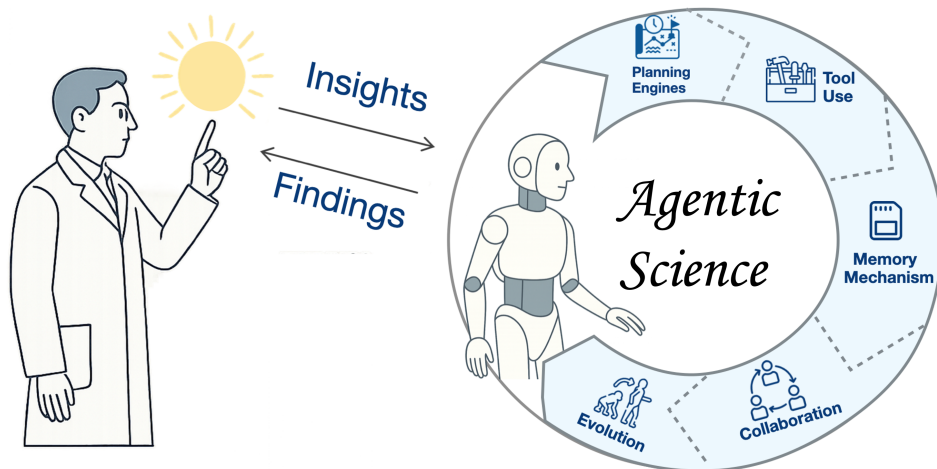 Insights
Findings
Planning
Engines
Tool
Use
Memory
Mechanism
Collaboration
Evolution
Agentic
Science